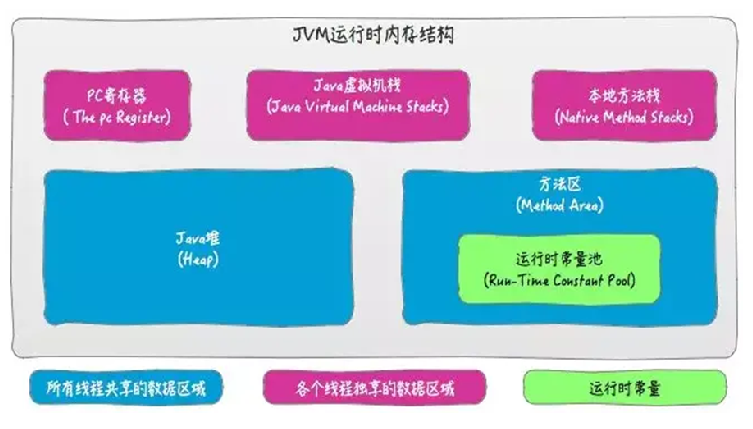 JVM运行时内存结构
PC寄存器
( The pc Register)
Java虚拟机栈
(Java Virtual Machine Stacks)
本地方法栈
(Native Method Stacks)
Java堆
(Heap)
方法区
(Method Area)
运行时常量池
(Run-Time Constant Pool)
所有线程共享的数据区域
各个线程独享的数据区域
运行时常量